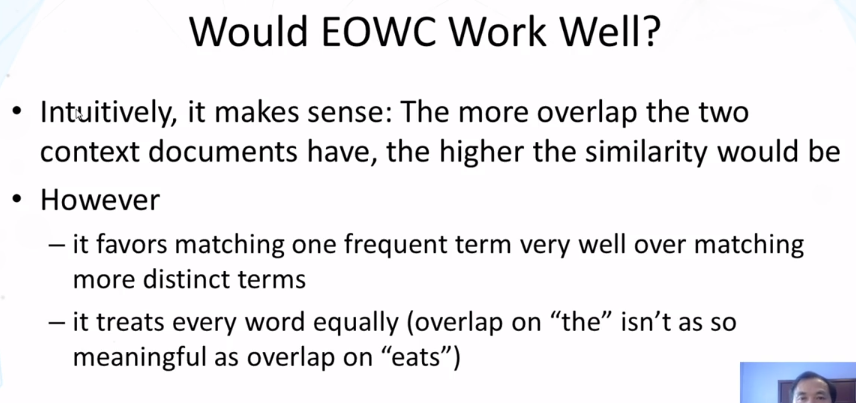 Would EOWC Work Well?
• Intuitively, it makes sense: The more overlap the two
context documents have, the higher the similarity would be
• However
– it favors matching one frequent term very well over matching
more distinct terms
– it treats every word equally (overlap on “the” isn’t as so
meaningful as overlap on “eats”)